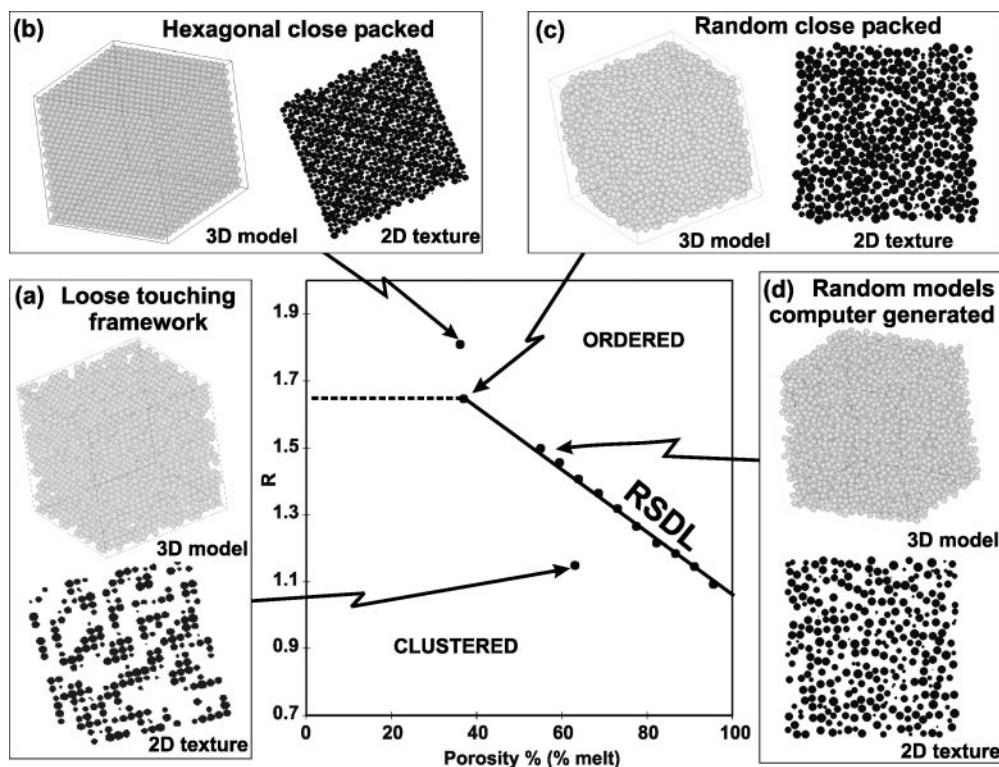 (b) Hexagonal close packed
3D model
2D texture
(c) Random close packed
3D model
2D texture
(a) Loose touching
framework
3D model
2D texture
(d) Random models
computer generated
3D model
2D texture
R
1.9
1.7
1.5
1.3
1.1
0.9
0.7
ORDERED
RSDL
CLUSTERED
0 20 40 60 80 100
Porosity % (% melt)